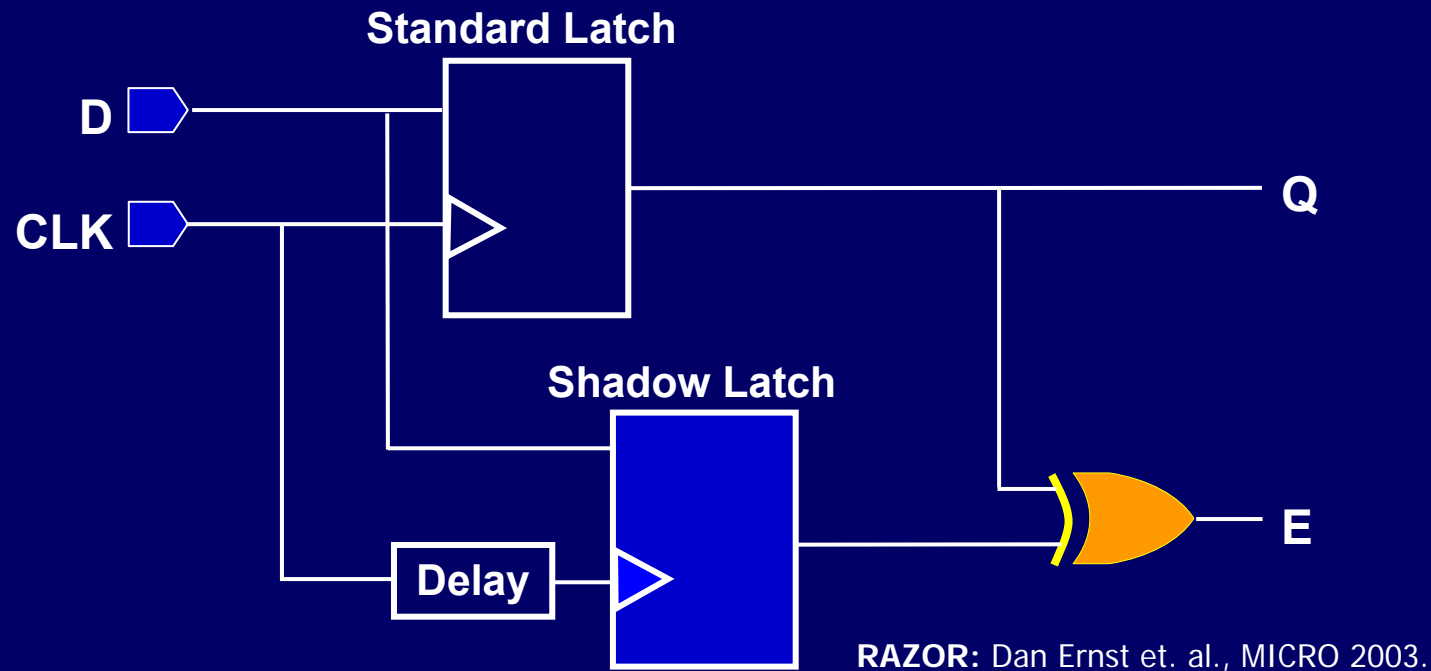 Standard Latch
D
CLK
Q
Shadow Latch
Delay
E
RAZOR: Dan Ernst et. al., MICRO 2003.